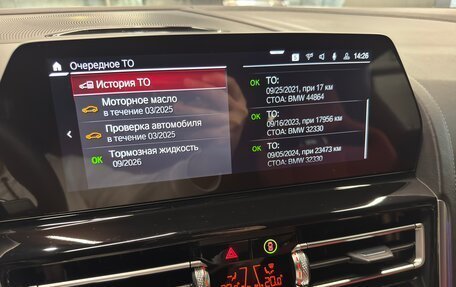 14:26
Очередное ТО
История ТО
Моторное масло
в течение 03/2025
Проверка автомобиля
в течение 03/2025
OK Тормозная жидкость
09/2026
OK ТО:
09/25/2021, при 17 км
СТОА: BMW 44864
OK ТО:
09/16/2023, при 17956 км
СТОА: BMW 32330
OK ТО:
09/05/2024, при 23473 км
СТОА: BMW 32330
20.0